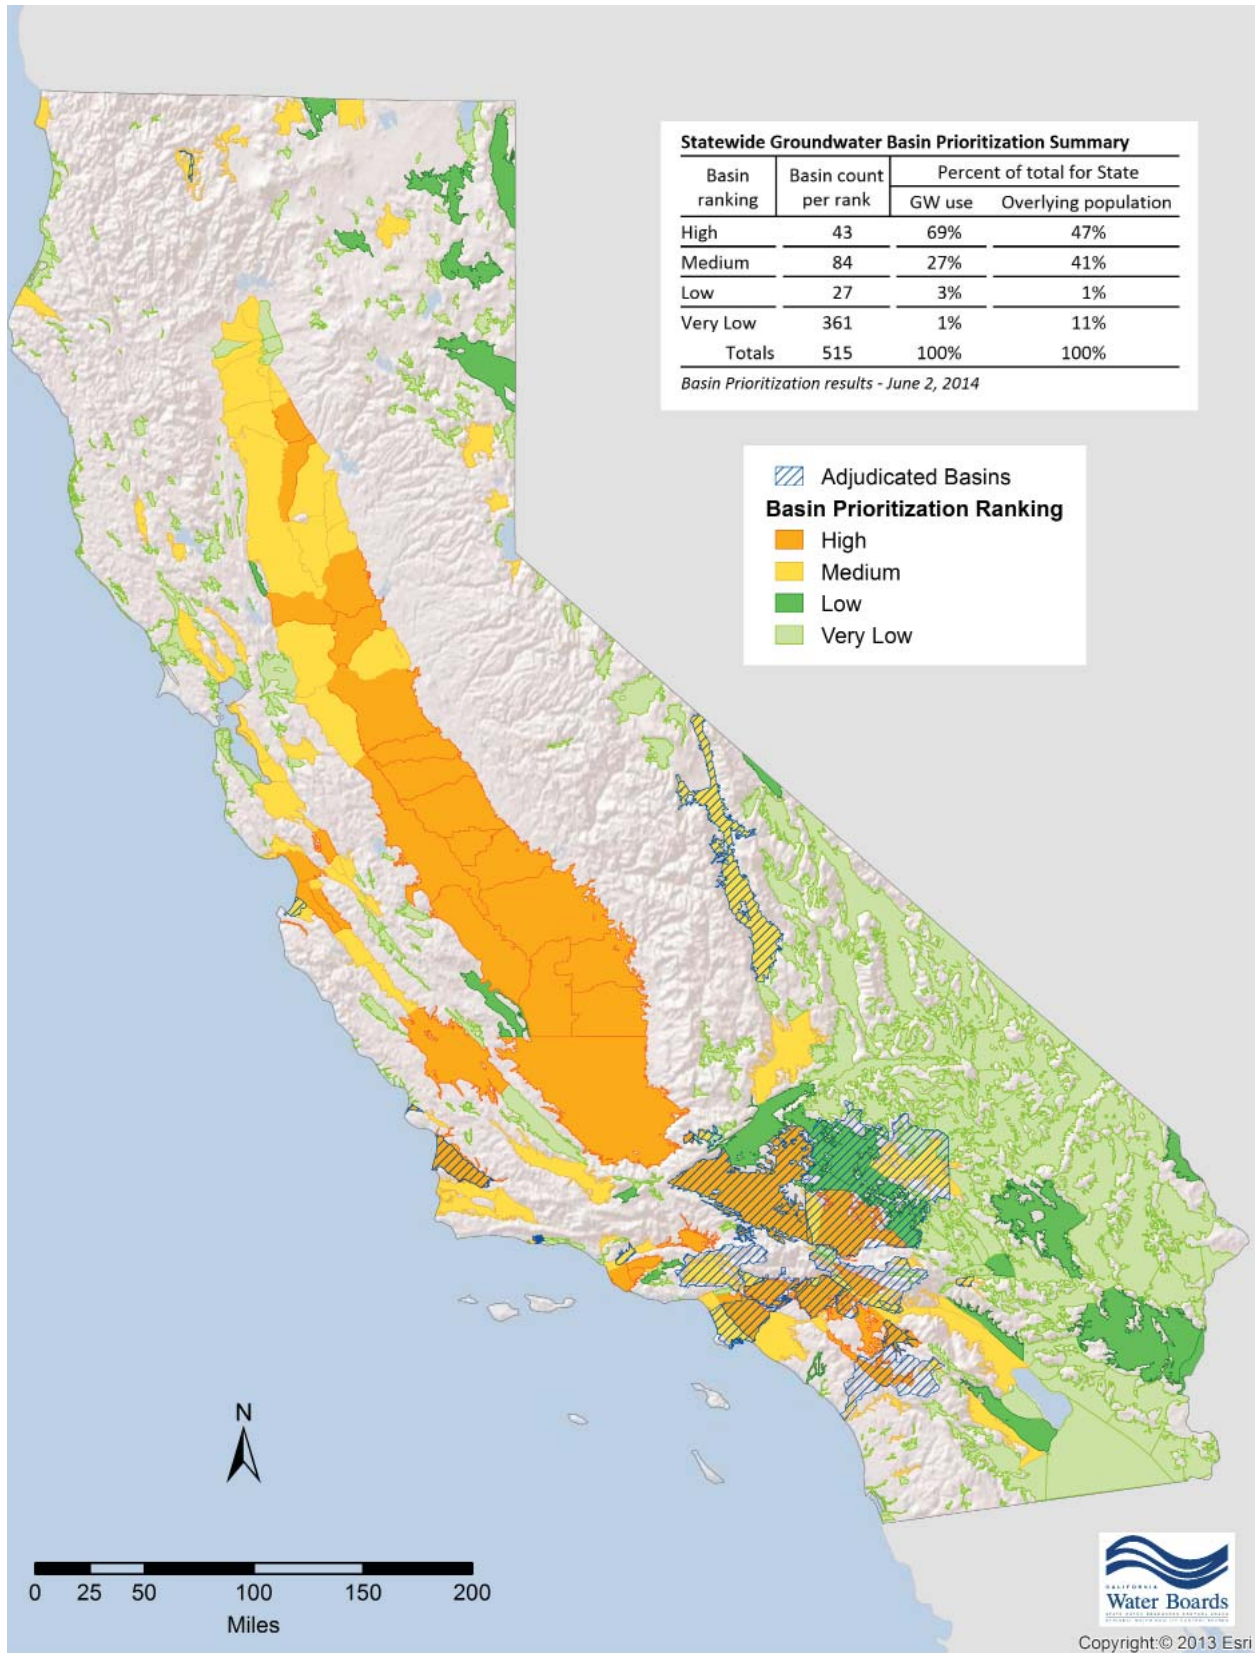 Statewide Groundwater Basin Prioritization Summary
Basin ranking Basin count per rank Percent of total for State
GW use Overlying population
High 43 69% 47%
Medium 84 27% 41%
Low 27 3% 1%
Very Low 361 1% 11%
Totals 515 100% 100%
Basin Prioritization results - June 2, 2014
Adjudicated Basins
Basin Prioritization Ranking
High
Medium
Low
Very Low
N
0 25 50 100 150 200
Miles
CALIFORNIA
Water Boards
Copyright:© 2013 Esri